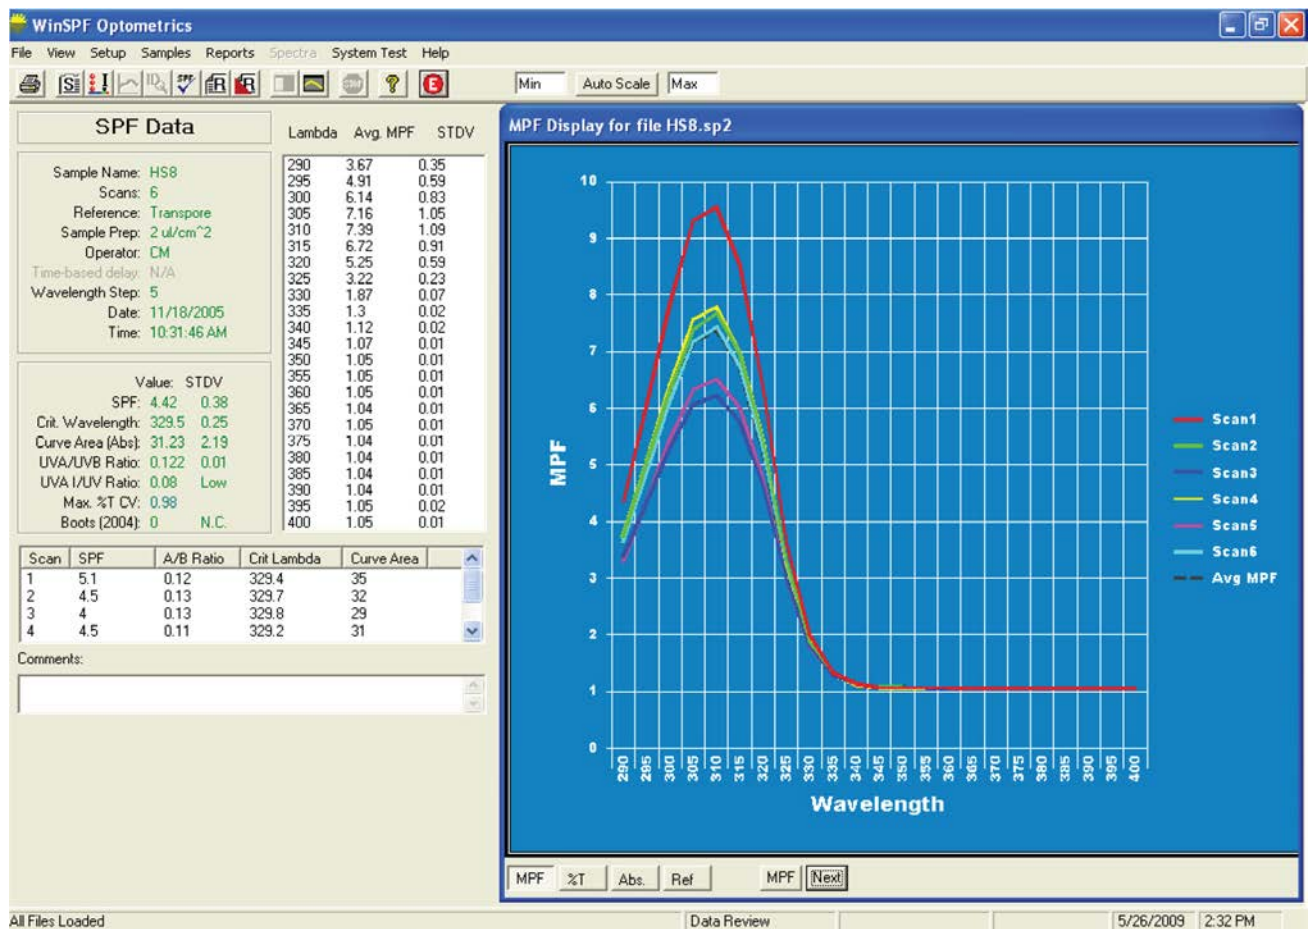 WinSPF Optometrics
File View Setup Samples Reports Spectra System Test Help
Min Auto Scale Max
SPF Data
Sample Name: HS8
Scans: 6
Reference: Transpore
Sample Prep: 2 ul/cm^2
Operator: CM
Time-based delay: N/A
Wavelength Step: 5
Date: 11/18/2005
Time: 10:31:46 AM
Value: STDV
SPF: 4.42 0.38
Crit. Wavelength: 329.5 0.25
Curve Area (Abs): 31.23 2.19
UVA/UVB Ratio: 0.122 0.01
UVA I/UV Ratio: 0.08 Low
Max. %T CV: 0.98
Boots (2004): 0 N.C.
Lambda Avg. MPF STDV
290 3.67 0.35
295 4.91 0.59
300 6.14 0.83
305 7.16 1.05
310 7.39 1.09
315 6.72 0.91
320 5.25 0.59
325 3.22 0.23
330 1.87 0.07
335 1.3 0.02
340 1.12 0.02
345 1.07 0.01
350 1.05 0.01
355 1.05 0.01
360 1.05 0.01
365 1.04 0.01
370 1.05 0.01
375 1.04 0.01
380 1.04 0.01
385 1.04 0.01
390 1.04 0.01
395 1.05 0.02
400 1.05 0.01
Scan SPF A/B Ratio Crit Lambda Curve Area
1 5.1 0.12 329.4 35
2 4.5 0.13 329.7 32
3 4 0.13 329.8 29
4 4.5 0.11 329.2 31
Comments:
MPF Display for file HS8.sp2
10
9
8
7
6
5
4
3
2
1
0
MPF
290 295 300 305 310 315 320 325 330 335 340 345 350 355 360 365 370 375 380 385 390 395 400
Wavelength
Scan1
Scan2
Scan3
Scan4
Scan5
Scan6
Avg MPF
MPF %T Abs. Ref MPF Next
All Files Loaded Data Review 5/26/2009 2:32 PM